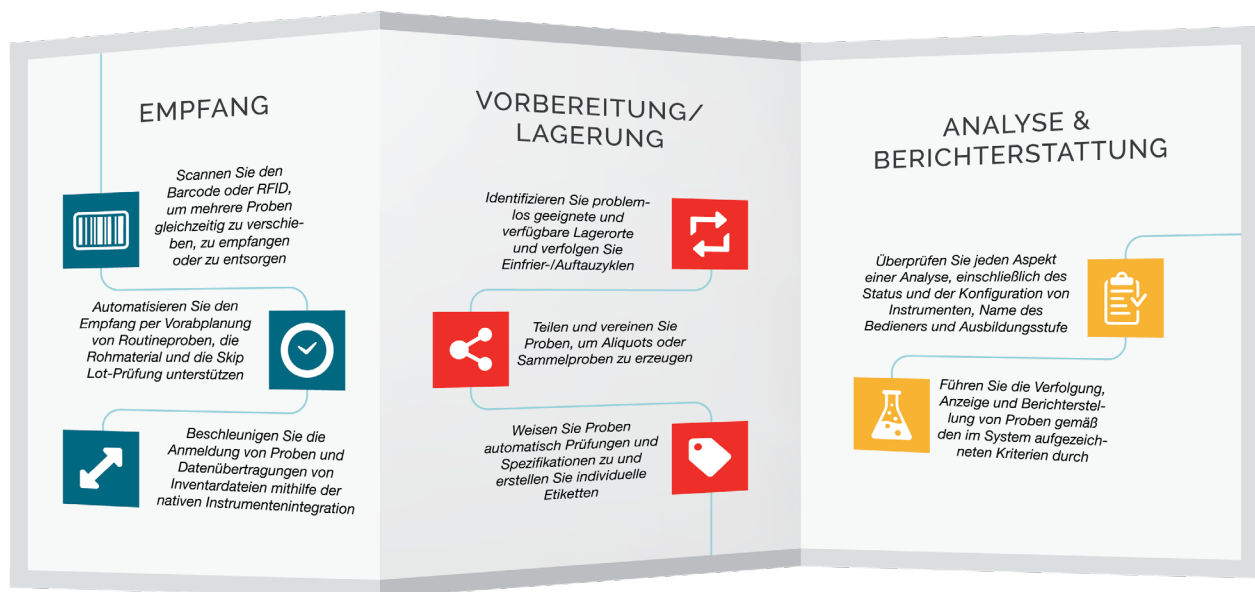 EMPFANG
Scannen Sie den
Barcode oder RFID,
um mehrere Proben
gleichzeitig zu verschie-
ben, zu empfangen
oder zu entsorgen
Automatisieren Sie den
Empfang per Vorabplanung
von Routineproben, die
Rohmaterial und die Skip
Lot-Prüfung unterstützen
Beschleunigen Sie die
Anmeldung von Proben und
Datenübertragungen von
Inventardateien mithilfe der
nativen Instrumentenintegration
VORBEREITUNG/
LAGERUNG
Identifizieren Sie problem-
los geeignete und
verfügbare Lagerorte
und verfolgen Sie
Einfrier-/Auftauzyklen
Teilen und vereinen Sie
Proben, um Aliquots oder
Sammelproben zu erzeugen
Weisen Sie Proben
automatisch Prüfungen und
Spezifikationen zu und
erstellen Sie individuelle
Etiketten
ANALYSE &
BERICHTERSTATTUNG
Überprüfen Sie jeden Aspekt
einer Analyse, einschließlich des
Status und der Konfiguration von
Instrumenten, Name des
Bedieners und Ausbildungsstufe
Führen Sie die Verfolgung,
Anzeige und Berichterstel-
lung von Proben gemäß
den im System aufgezeich-
neten Kriterien durch